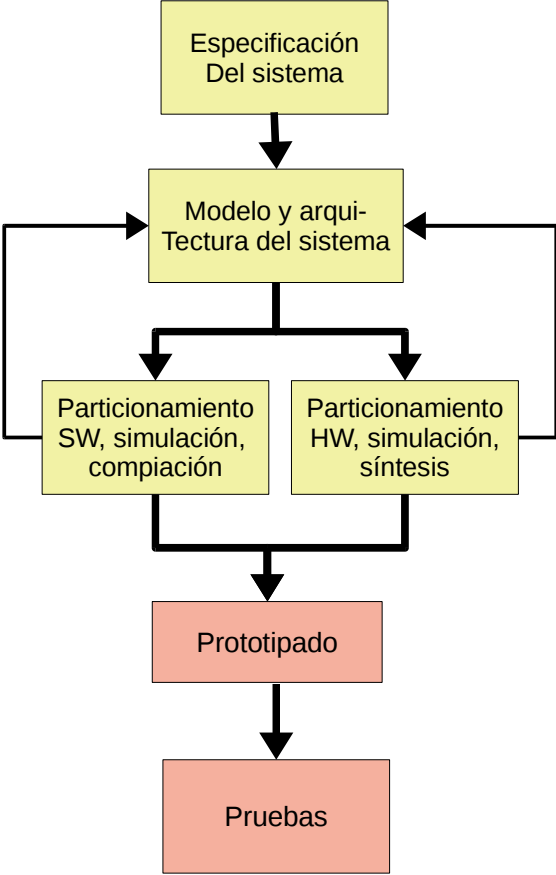 Especificación
Del sistema
Modelo y arqui-
Tectura del sistema
Particionamiento
SW, simulación,
compiación
Particionamiento
HW, simulación,
síntesis
Prototipado
Pruebas